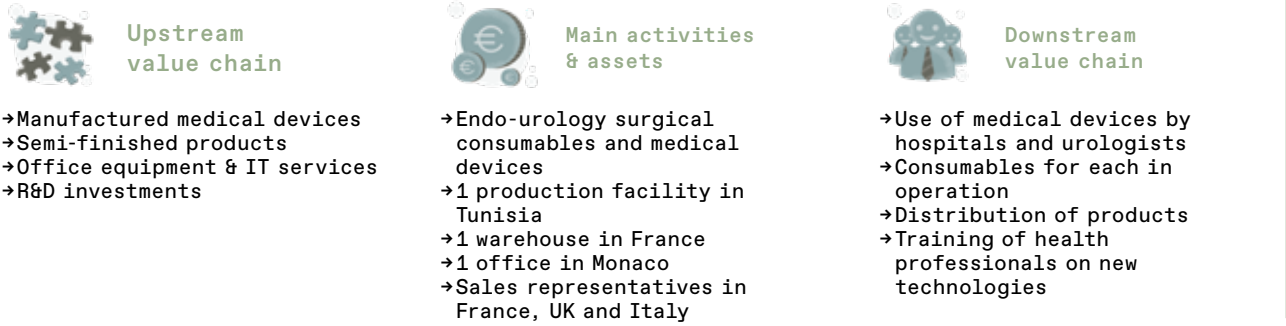 Upstream
value chain
→Manufactured medical devices
→Semi-finished products
→Office equipment & IT services
→R&D investments
Main activities
& assets
→Endo-urology surgical
consumables and medical
devices
→1 production facility in
Tunisia
→1 warehouse in France
→1 office in Monaco
→Sales representatives in
France, UK and Italy
Downstream
value chain
→Use of medical devices by
hospitals and urologists
→Consumables for each in
operation
→Distribution of products
→Training of health
professionals on new
technologies